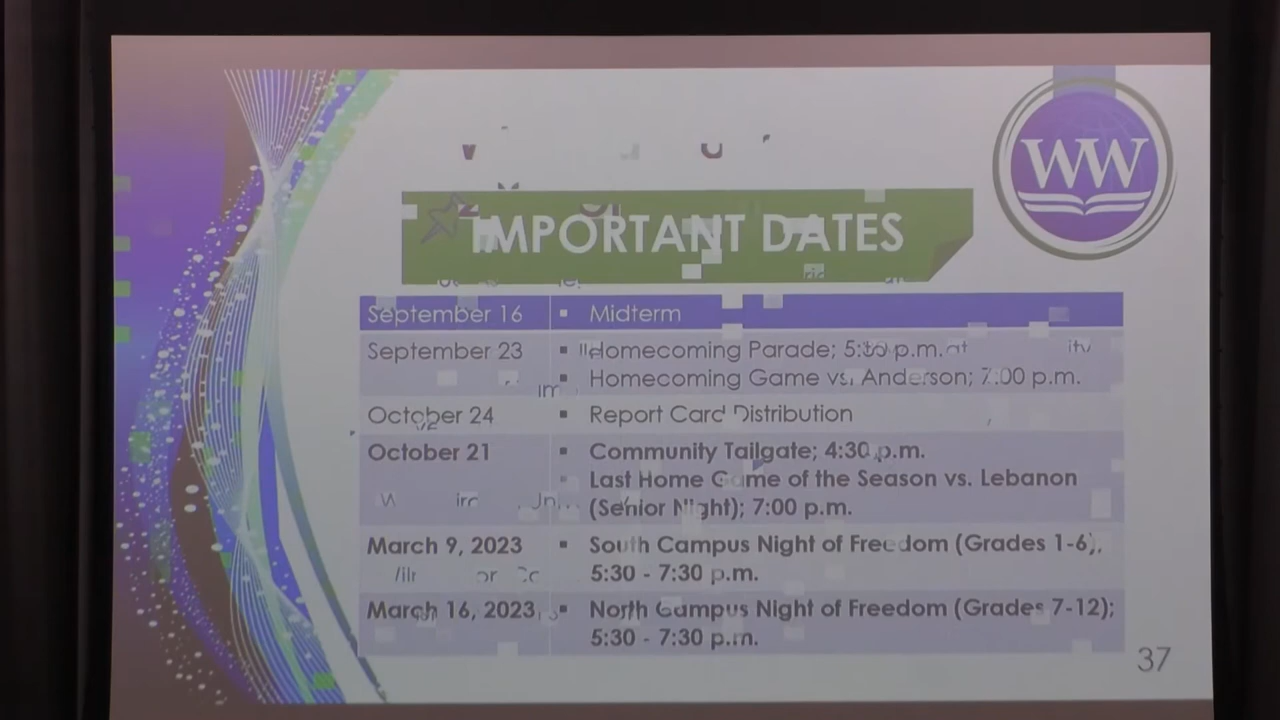 WW
IMPORTANT DATES
September 16 ▪ Midterm
September 23 ▪ Homecoming Parade; p.m.
▪ Homecoming Game vs. Anderson; 7:00 p.m.
October 24 ▪ Report Card Distribution
October 21 ▪ Community Tailgate; 4:30 p.m.
▪ Last Home Game of the Season vs. Lebanon
(Senior Night); 7:00 p.m.
March 9, 2023 ▪ South Campus Night of Freedom (Grades 1-6),
5:30 - 7:30 p.m.
March 16, 2023 ▪ North Campus Night of Freedom (Grades 7-12);
5:30 - 7:30 p.m.
37